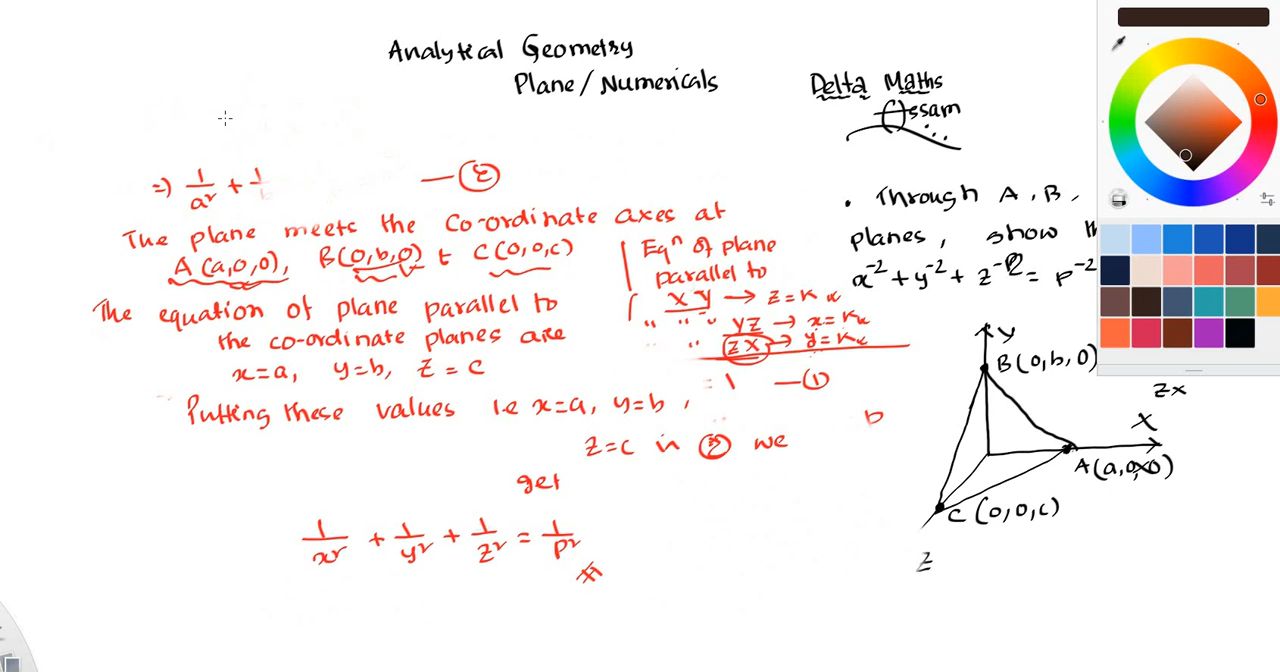 Analytical Geometry
Plane / Numericals
Delta Maths
Ossam
=) 1/a² + 1/
— ②
The plane meets the co-ordinate axes at
A (a,0,0), B(0,b,0) & C(0,0,c)
The equation of plane parallel to
the co-ordinate planes are
x=a, y=b, z=c
Eqⁿ of plane
parallel to
XY → z=k
" " " YZ → x=k
" " ZX → y=k
= 1 — ①
Putting these values i.e x=a, y=b,
z=c in ② we
get
b
1/x² + 1/y² + 1/z² = 1/p²
. Through A, B,
planes, show th
x⁻² + y⁻² + z⁻² = p⁻²
Y
B(0,b,0)
ZX
X
A(a,0,0)
C (0,0,c)
Z